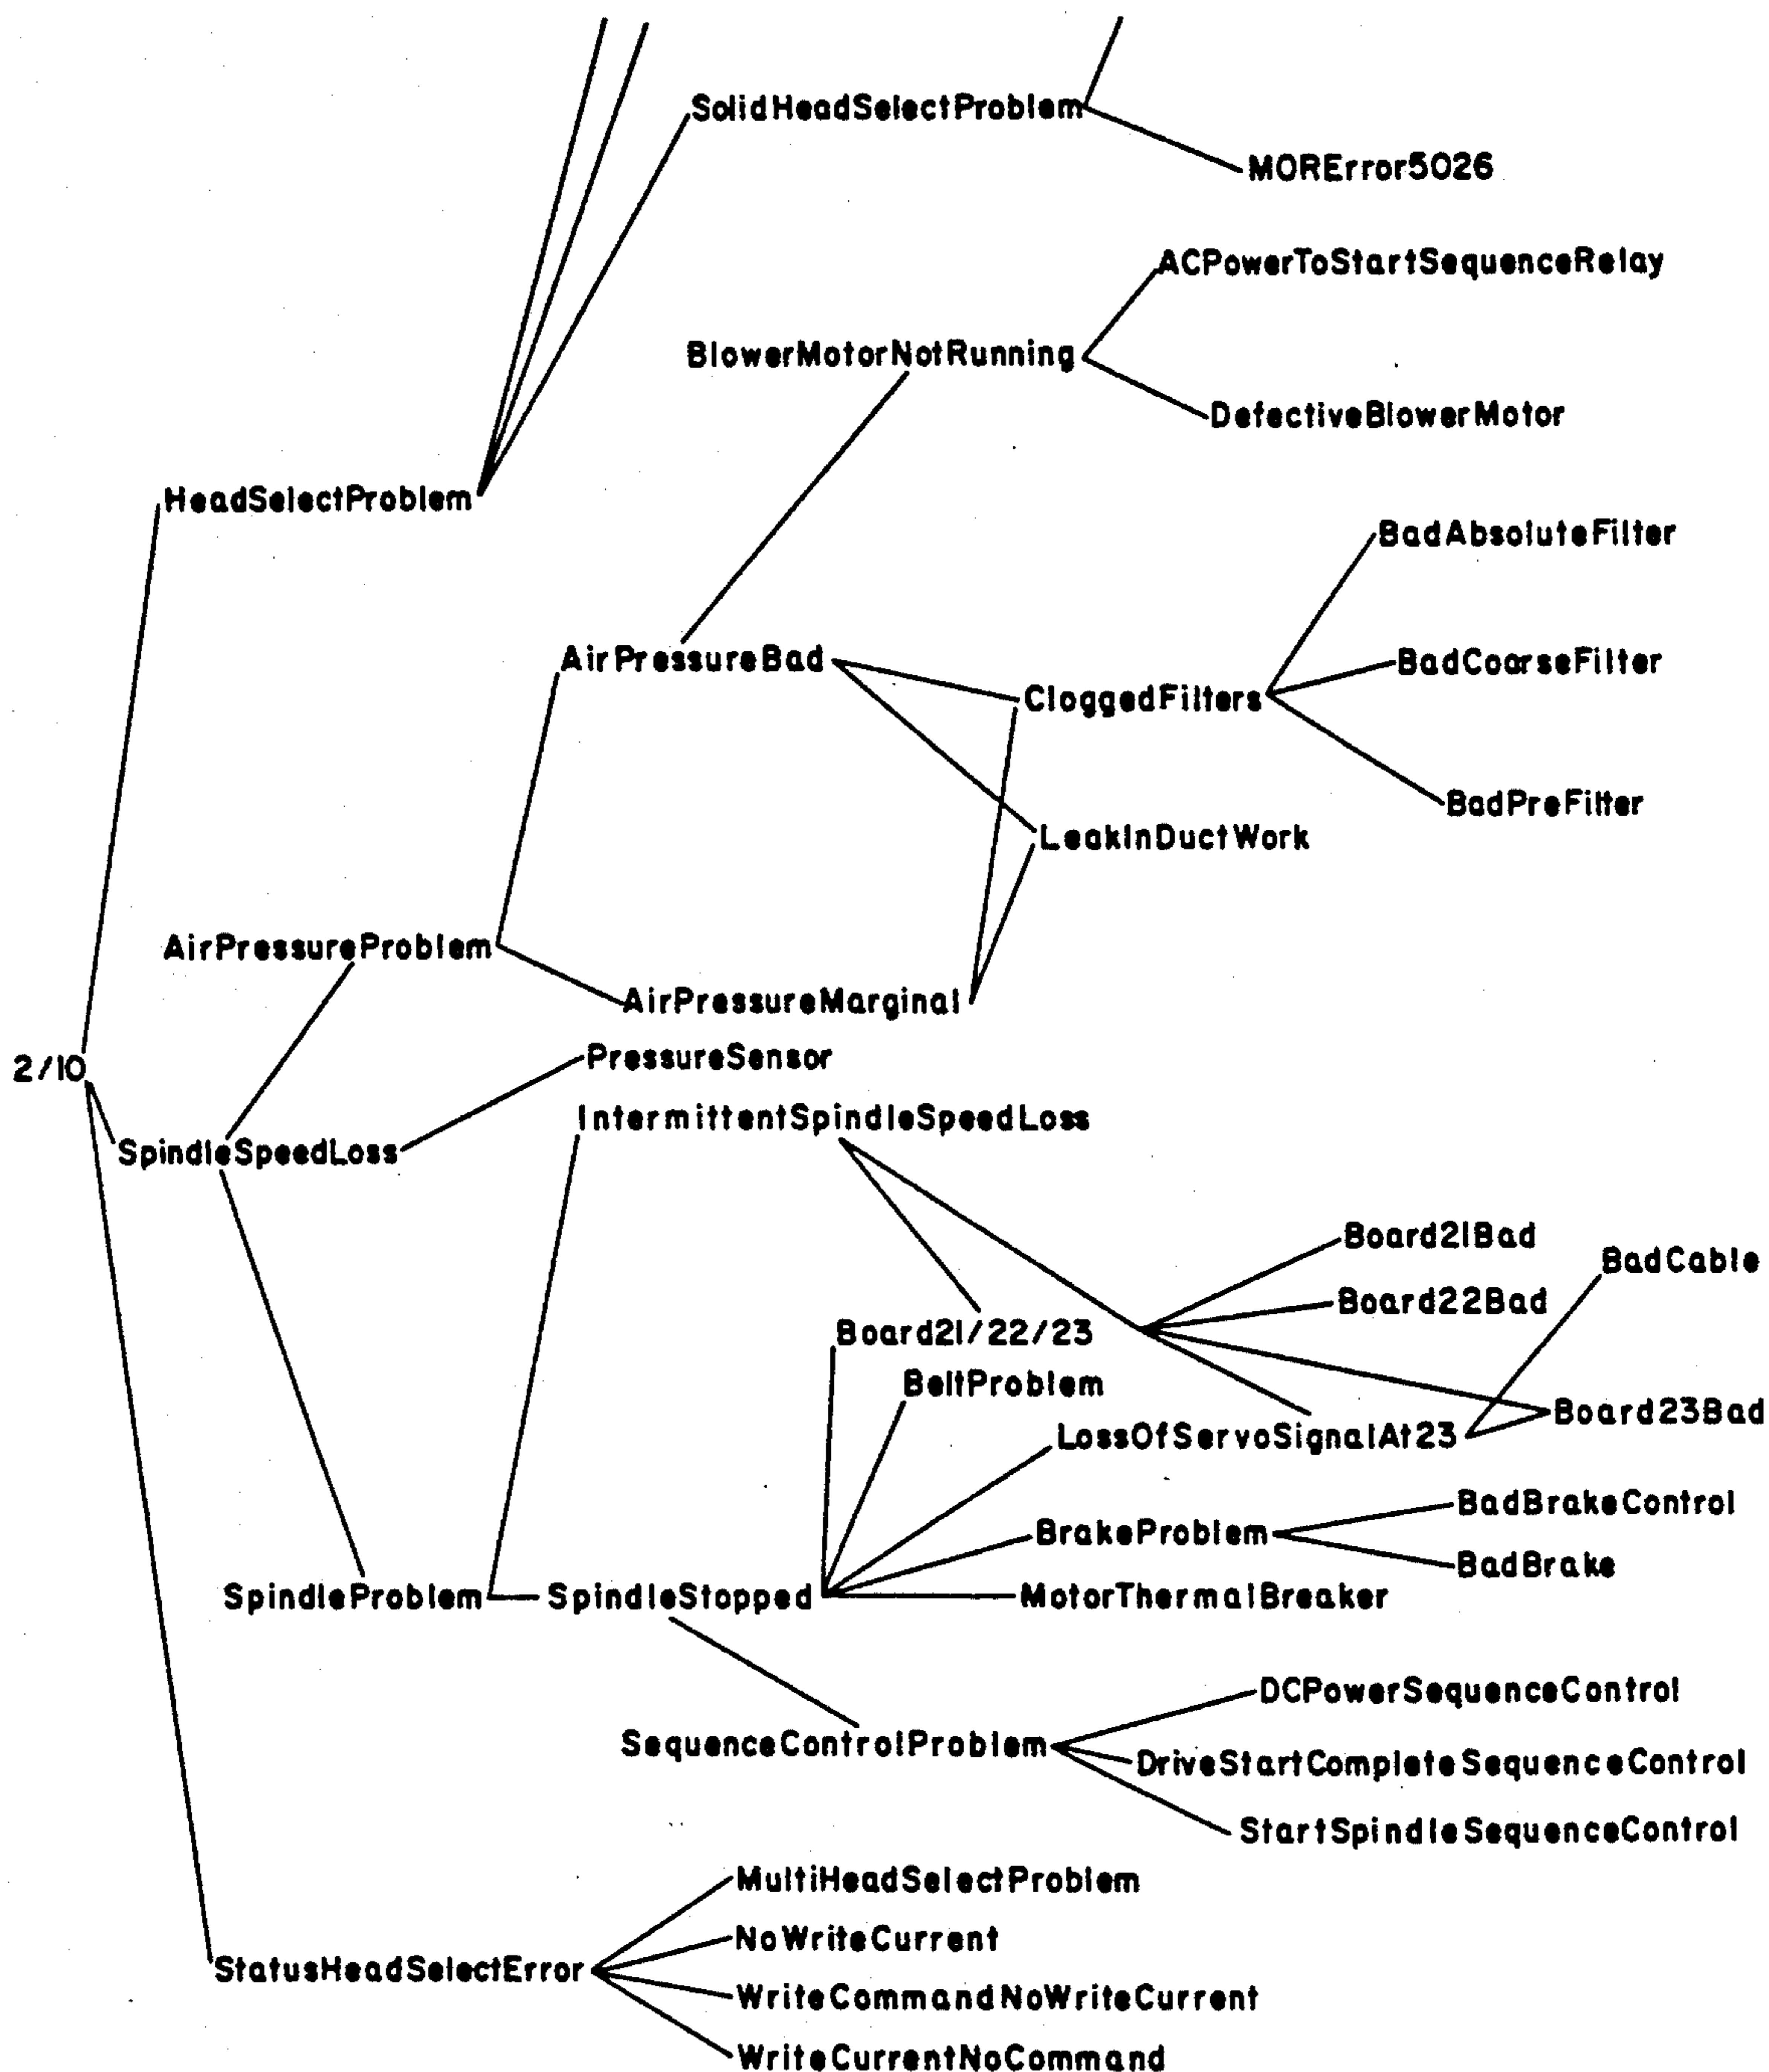 SolidHeadSelectProblem
MORError5026
ACPowerToStartSequenceRelay
BlowerMotorNotRunning
DefectiveBlowerMotor
HeadSelectProblem
BadAbsoluteFilter
AirPressureBad
BadCoarseFilter
CloggedFilters
BadPreFilter
LeakInDuctWork
AirPressureProblem
AirPressureMarginal
PressureSensor
2/10
IntermittentSpindleSpeedLoss
SpindleSpeedLoss
Board21Bad
BadCable
Board22Bad
Board21/22/23
BeltProblem
Board23Bad
LossOfServoSignalAt23
BadBrakeControl
BrakeProblem
BadBrake
SpindleProblem
SpindleStopped
MotorThermalBreaker
DCPowerSequenceControl
SequenceControlProblem
DriveStartCompleteSequenceControl
StartSpindleSequenceControl
MultiHeadSelectProblem
NoWriteCurrent
StatusHeadSelectError
WriteCommandNoWriteCurrent
WriteCurrentNoCommand